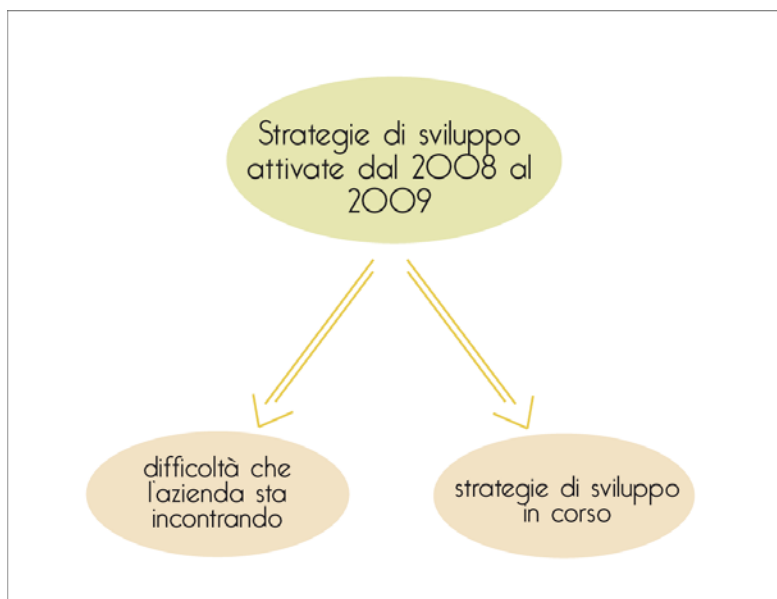 Strategie di sviluppo
attivate dal 2008 al
2009
difficoltà che
l'azienda sta
incontrando
strategie di sviluppo
in corso